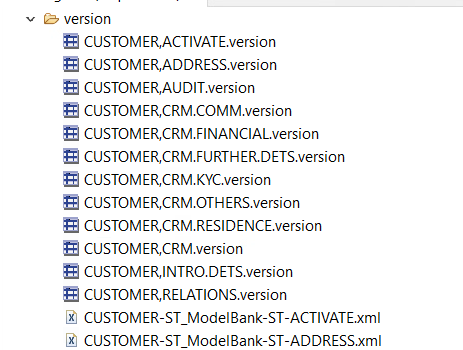 version
CUSTOMER,ACTIVATE.version
CUSTOMER,ADDRESS.version
CUSTOMER,AUDIT.version
CUSTOMER,CRM.COMM.version
CUSTOMER,CRM.FINANCIAL.version
CUSTOMER,CRM.FURTHER.DETS.version
CUSTOMER,CRM.KYC.version
CUSTOMER,CRM.OTHERS.version
CUSTOMER,CRM.RESIDENCE.version
CUSTOMER,CRM.version
CUSTOMER,INTRO.DETS.version
CUSTOMER,RELATIONS.version
CUSTOMER-ST_ModelBank-ST-ACTIVATE.xml
CUSTOMER-ST_ModelBank-ST-ADDRESS.xml